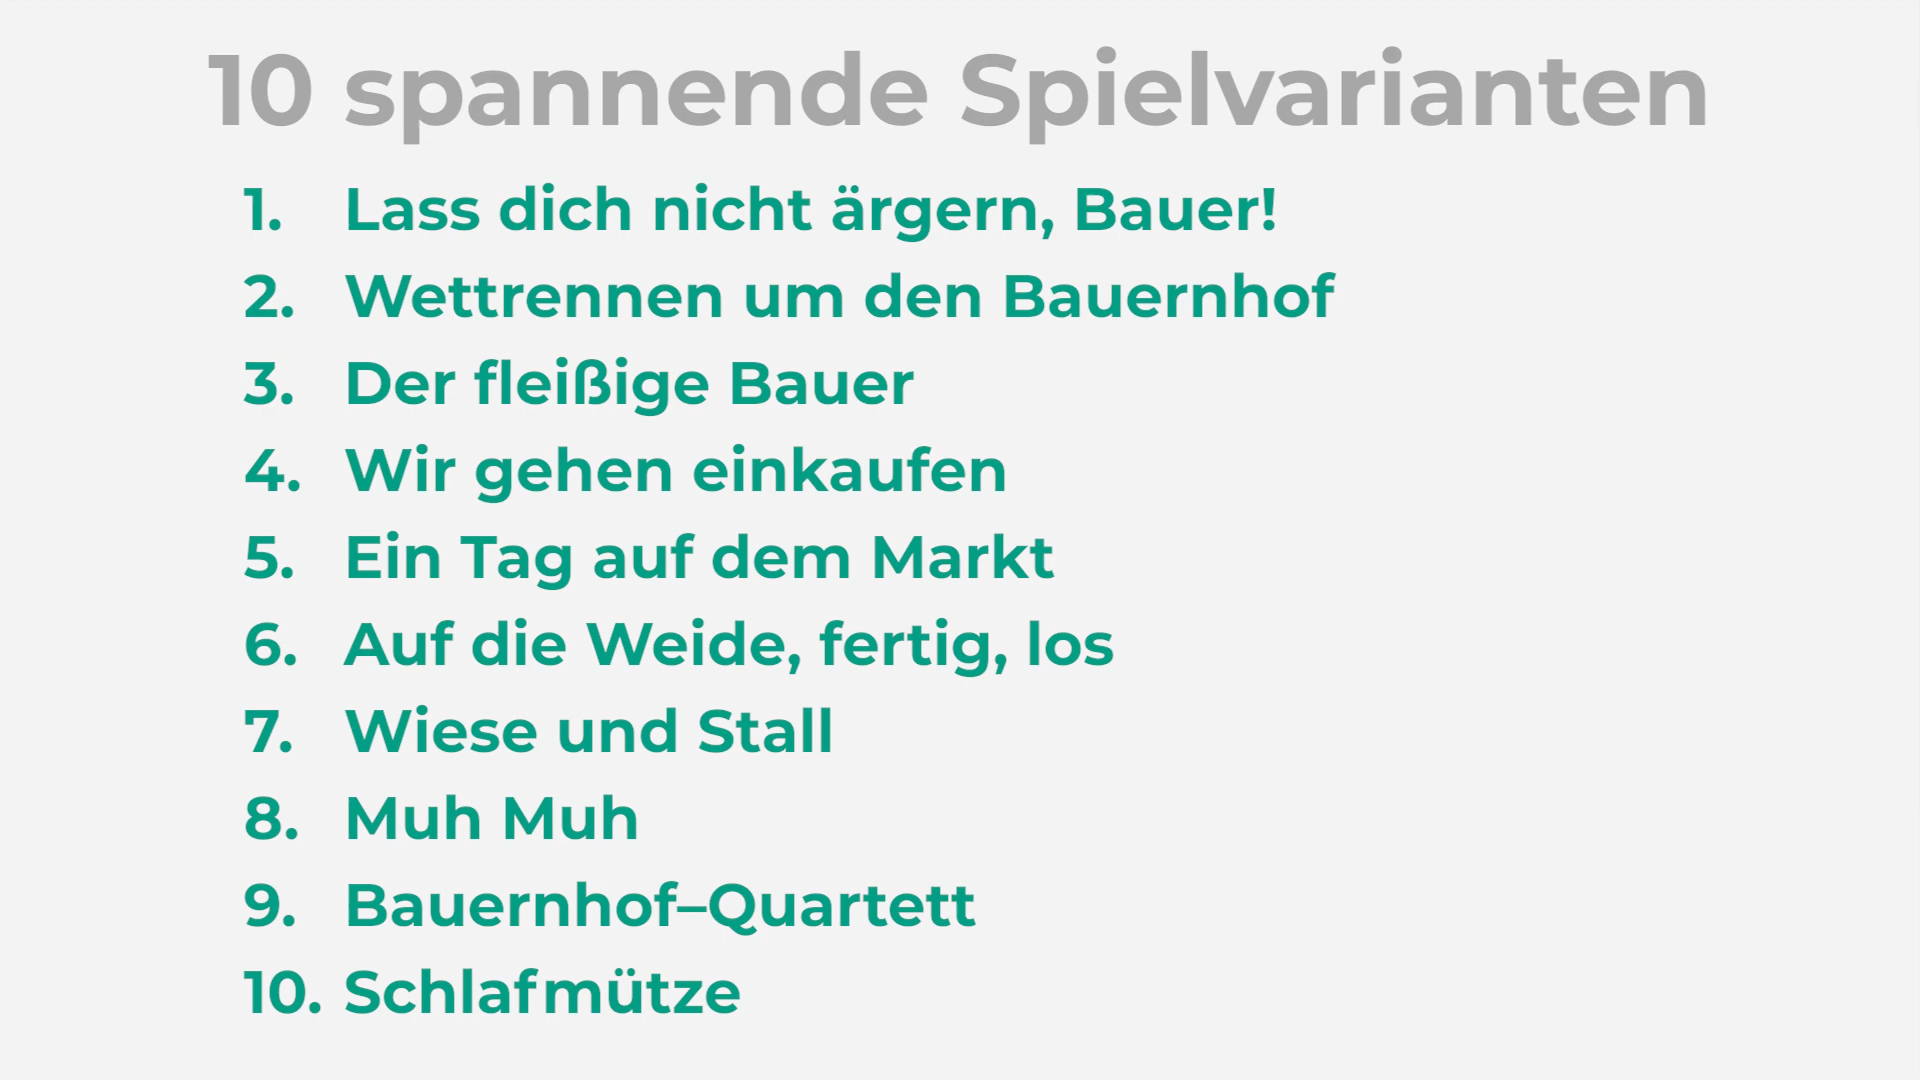 10 spannende Spielvarianten
1. Lass dich nicht ärgern, Bauer!
2. Wettrennen um den Bauernhof
3. Der fleißige Bauer
4. Wir gehen einkaufen
5. Ein Tag auf dem Markt
6. Auf die Weide, fertig, los
7. Wiese und Stall
8. Muh Muh
9. Bauernhof–Quartett
10. Schlafmütze